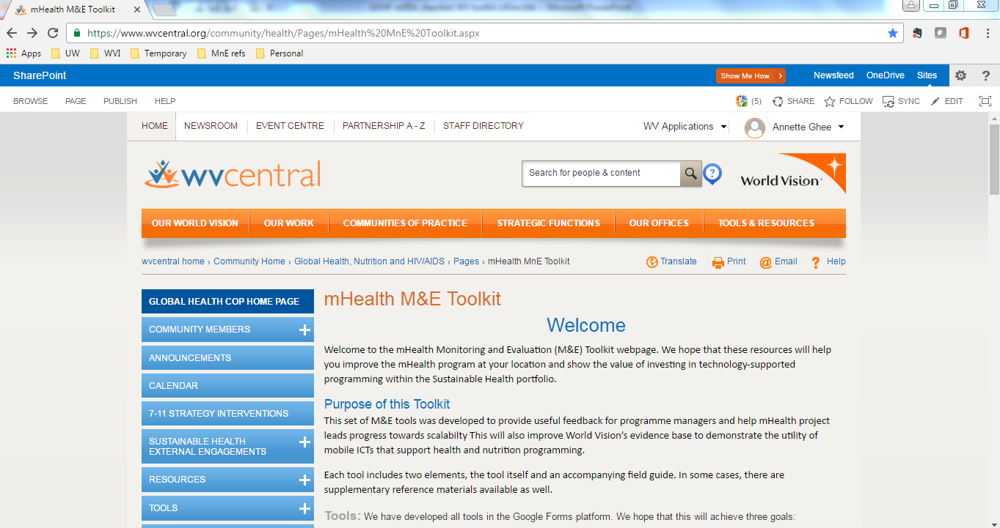 mHealth M&E Toolkit
https://www.wvcentral.org/community/health/Pages/mHealth%20MnE%20Toolkit.aspx
Apps UW WVI Temporary MnE refs Personal
SharePoint Show Me How Newsfeed OneDrive Sites ?
BROWSE PAGE PUBLISH HELP (5) SHARE FOLLOW SYNC EDIT
HOME NEWSROOM EVENT CENTRE PARTNERSHIP A - Z STAFF DIRECTORY WV Applications Annette Ghee
wvcentral Search for people & content ? World Vision
OUR WORLD VISION OUR WORK COMMUNITIES OF PRACTICE STRATEGIC FUNCTIONS OUR OFFICES TOOLS & RESOURCES
wvcentral home › Community Home › Global Health, Nutrition and HIV/AIDS › Pages › mHealth MnE Toolkit Translate Print @ Email ? Help
GLOBAL HEALTH COP HOME PAGE
COMMUNITY MEMBERS
ANNOUNCEMENTS
CALENDAR
7-11 STRATEGY INTERVENTIONS
SUSTAINABLE HEALTH
EXTERNAL ENGAGEMENTS
RESOURCES
TOOLS
mHealth M&E Toolkit
Welcome
Welcome to the mHealth Monitoring and Evaluation (M&E) Toolkit webpage. We hope that these resources will help
you improve the mHealth program at your location and show the value of investing in technology-supported
programming within the Sustainable Health portfolio.
Purpose of this Toolkit
This set of M&E tools was developed to provide useful feedback for programme managers and help mHealth project
leads progress towards scalabilty This will also improve World Vision's evidence base to demonstrate the utility of
mobile ICTs that support health and nutrition programming.
Each tool includes two elements, the tool itself and an accompanying field guide. In some cases, there are
supplementary reference materials available as well.
Tools: We have developed all tools in the Google Forms platform. We hope that this will achieve three goals: